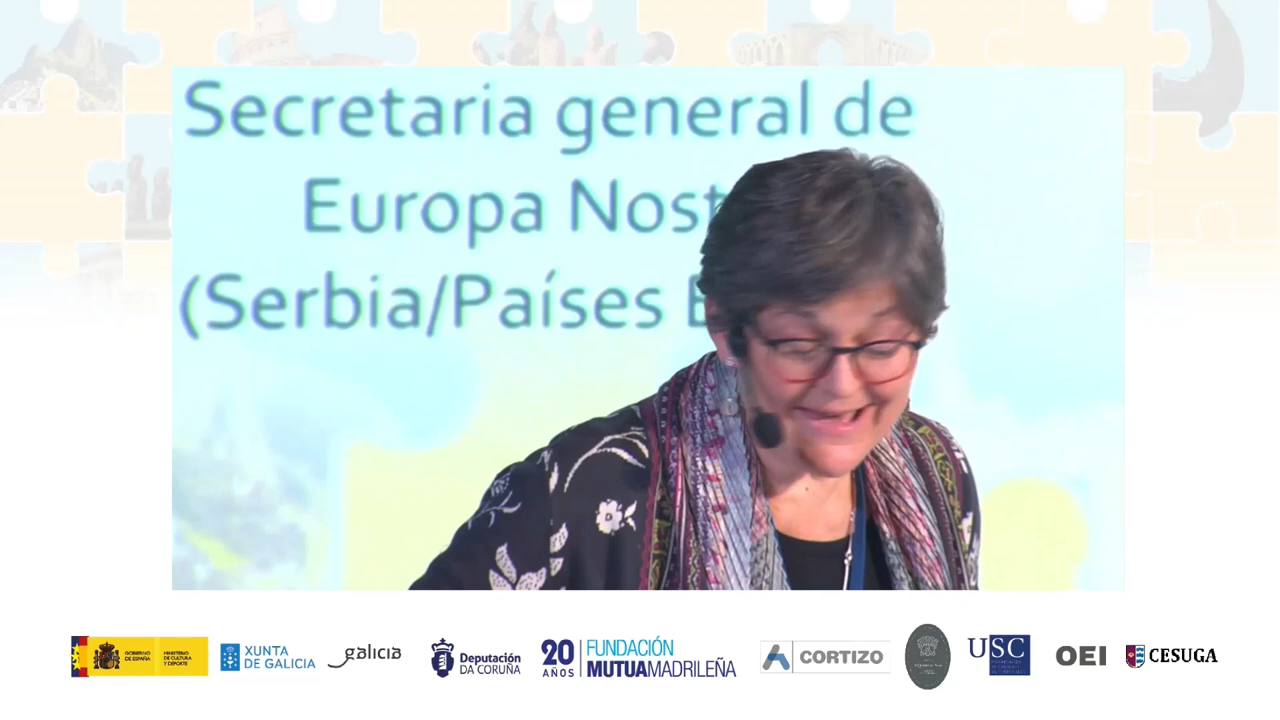 Secretaria general de
Europa Nost
(Serbia/Países
GOBIERNO DE ESPAÑA
MINISTERIO DE CULTURA Y DEPORTE
XUNTA
DE GALICIA
galicia
Deputación
DA CORUÑA
20
AÑOS
FUNDACIÓN
MUTUAMADRILEÑA
CORTIZO
USC
OEI
CESUGA